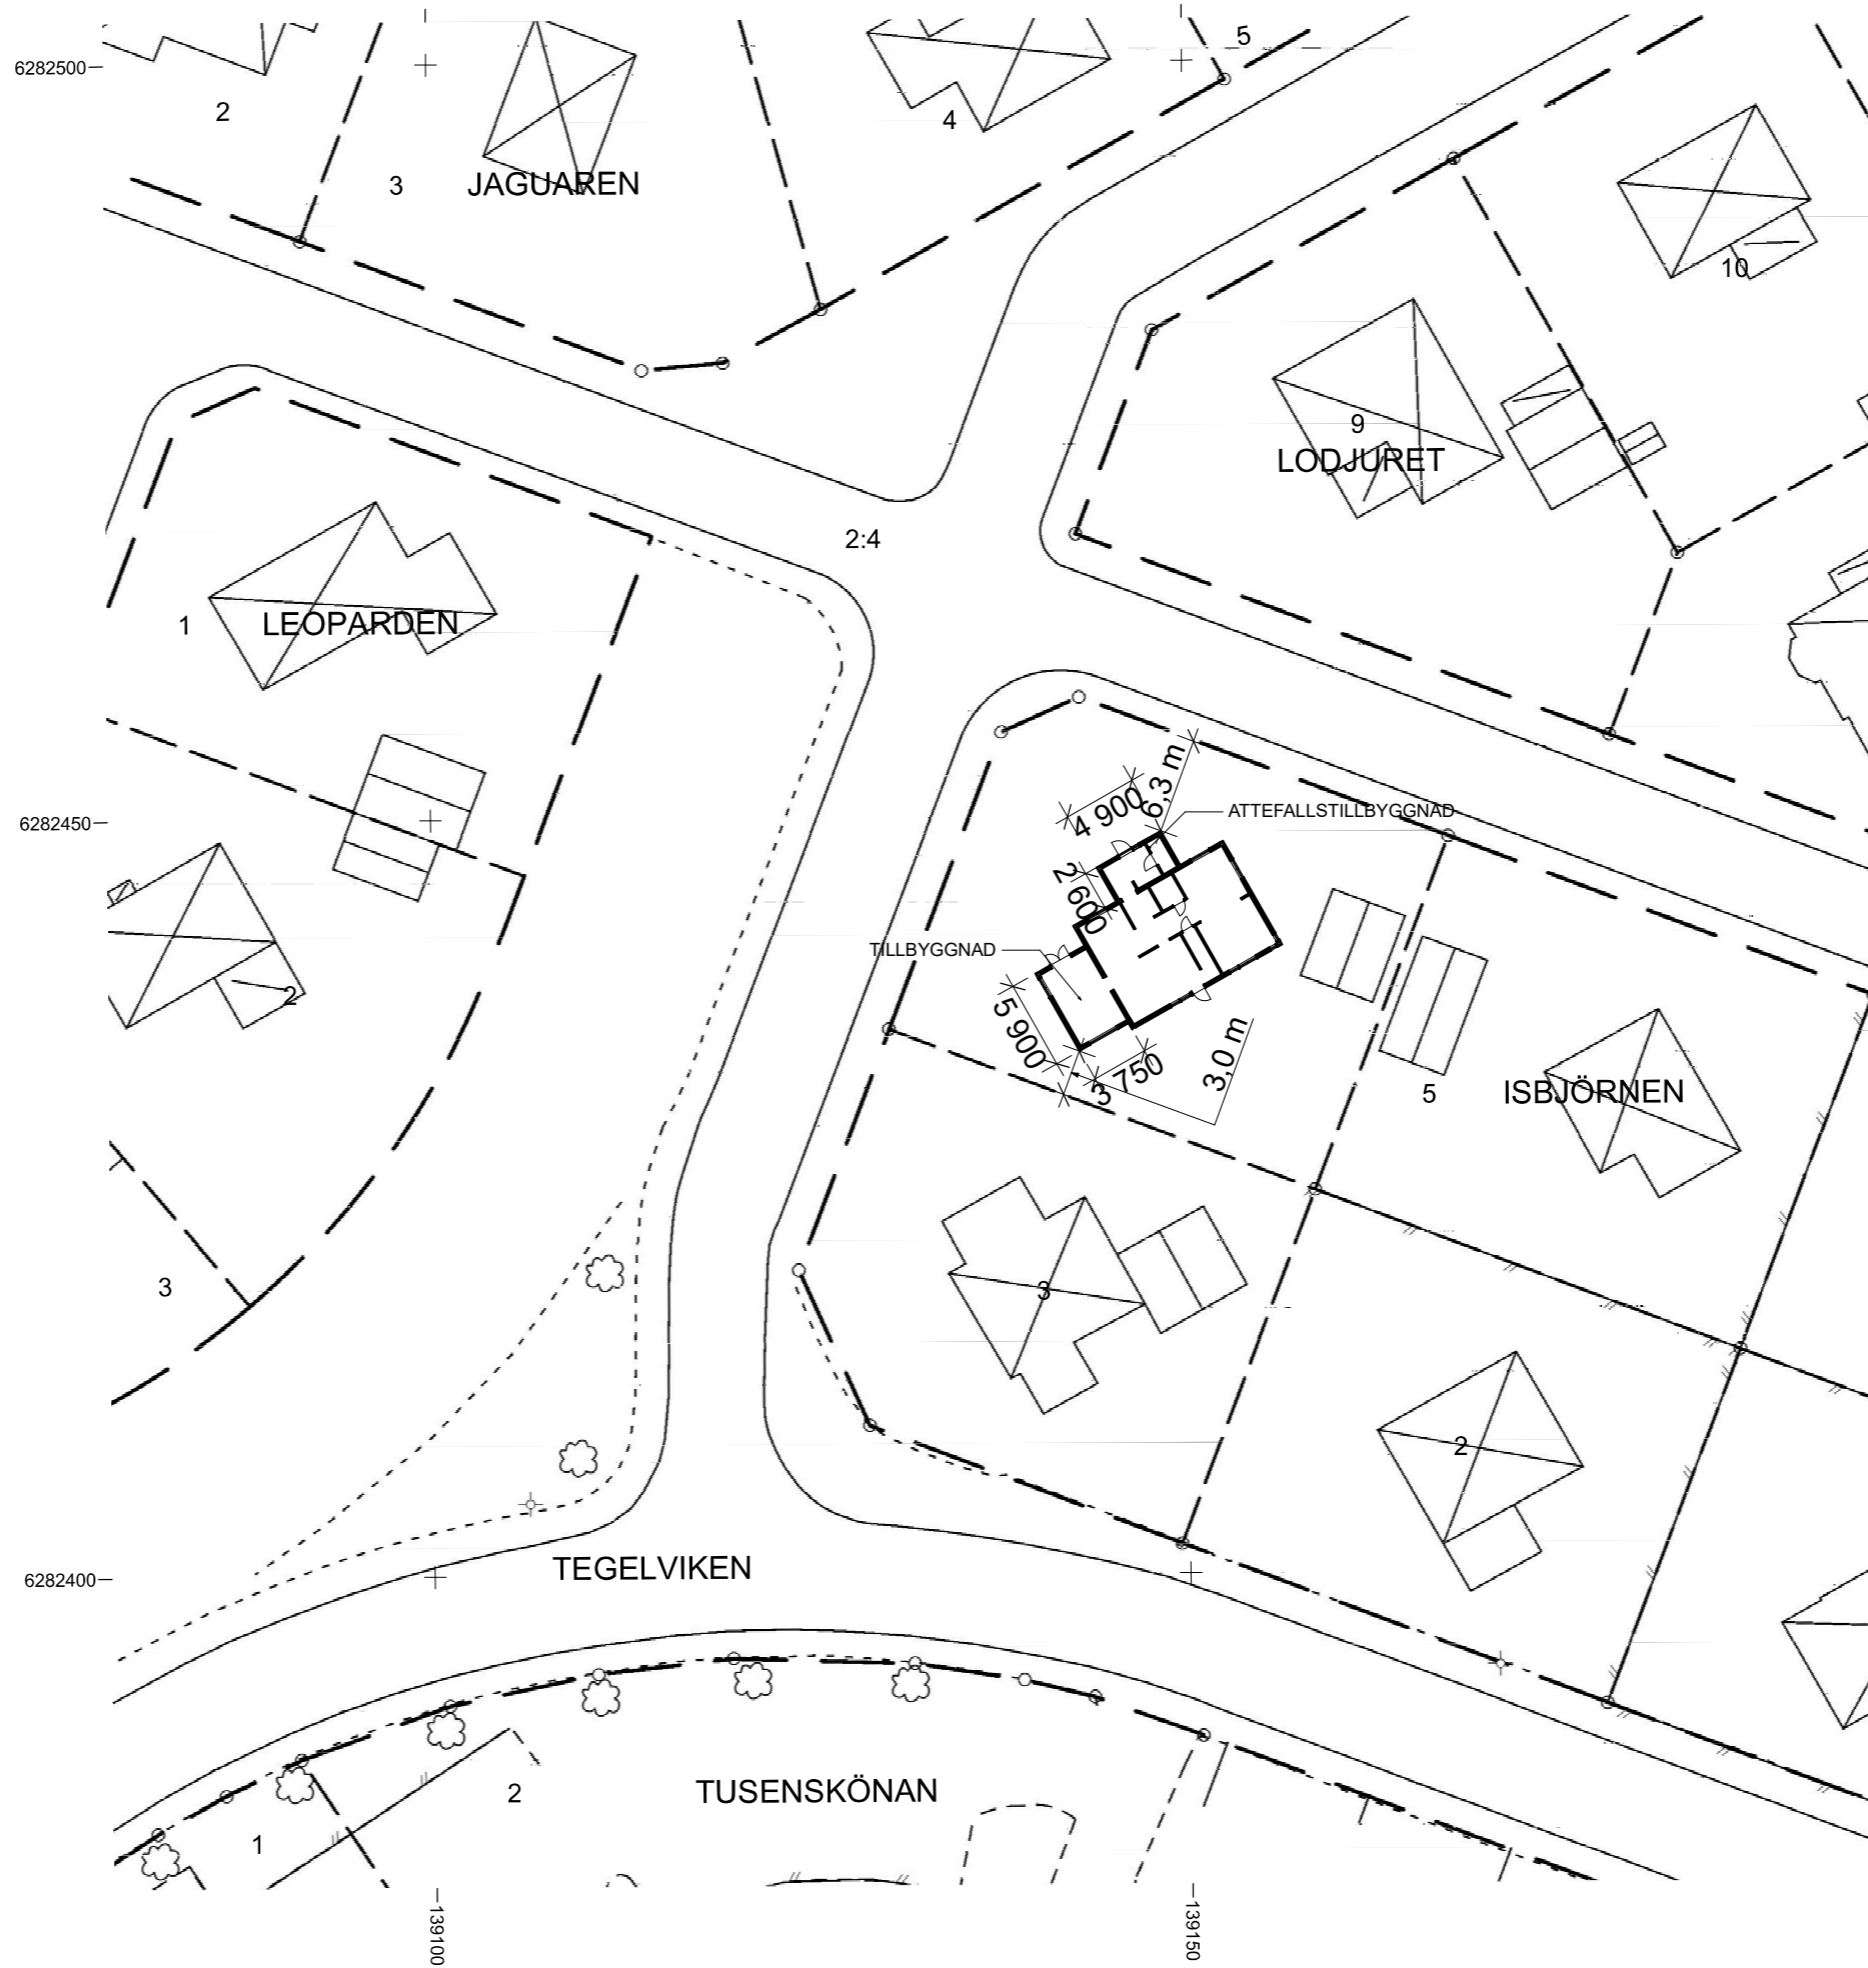 5
6282500
2
4
3
JAGUAREN
10
9
LODJURET
2:4
1
LEOPARDEN
6,3 m
4 900
ATTEFALLSTILLBYGGNAD
6282450
2 600
TILLBYGGNAD
2
5 900
3 750
3,0 m
5
ISBJÖRNEN
3
3
2
TEGELVIKEN
6282400
2
TUSENSKÖNAN
1
139100
139150